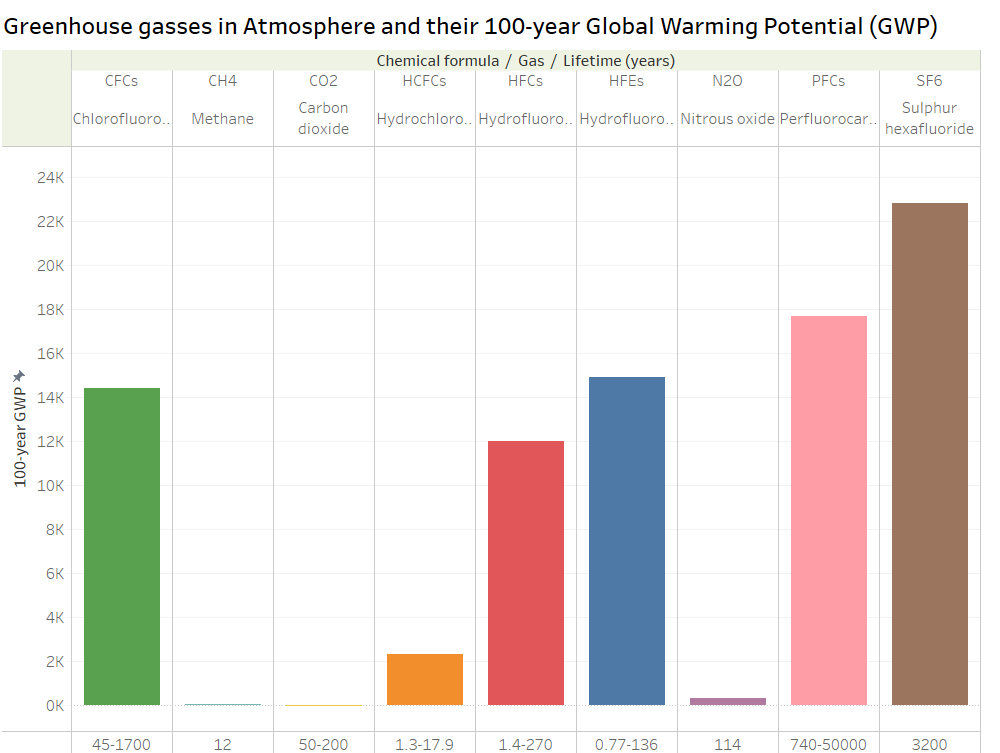 Greenhouse gasses in Atmosphere and their 100-year Global Warming Potential (GWP)
Chemical formula / Gas / Lifetime (years)
CFCs CH4 CO2 HCFCs HFCs HFEs N2O PFCs SF6
Chlorofluoro.. Methane Carbon dioxide Hydrochloro.. Hydrofluoro.. Hydrofluoro.. Nitrous oxide Perfluorocar.. Sulphur hexafluoride
24K
22K
20K
18K
16K
14K
12K
10K
8K
6K
4K
2K
0K
100-year GWP
45-1700 12 50-200 1.3-17.9 1.4-270 0.77-136 114 740-50000 3200